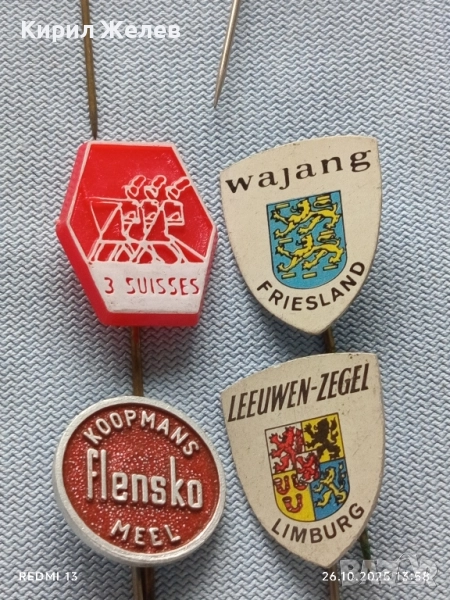 Кирил Желев
3 SUISSES
wajang
FRIESLAND
KOOPMANS
flensko
MEEL
LEEUWEN-ZEGEL
LIMBURG
REDMI 13
26.10.2025 13:58